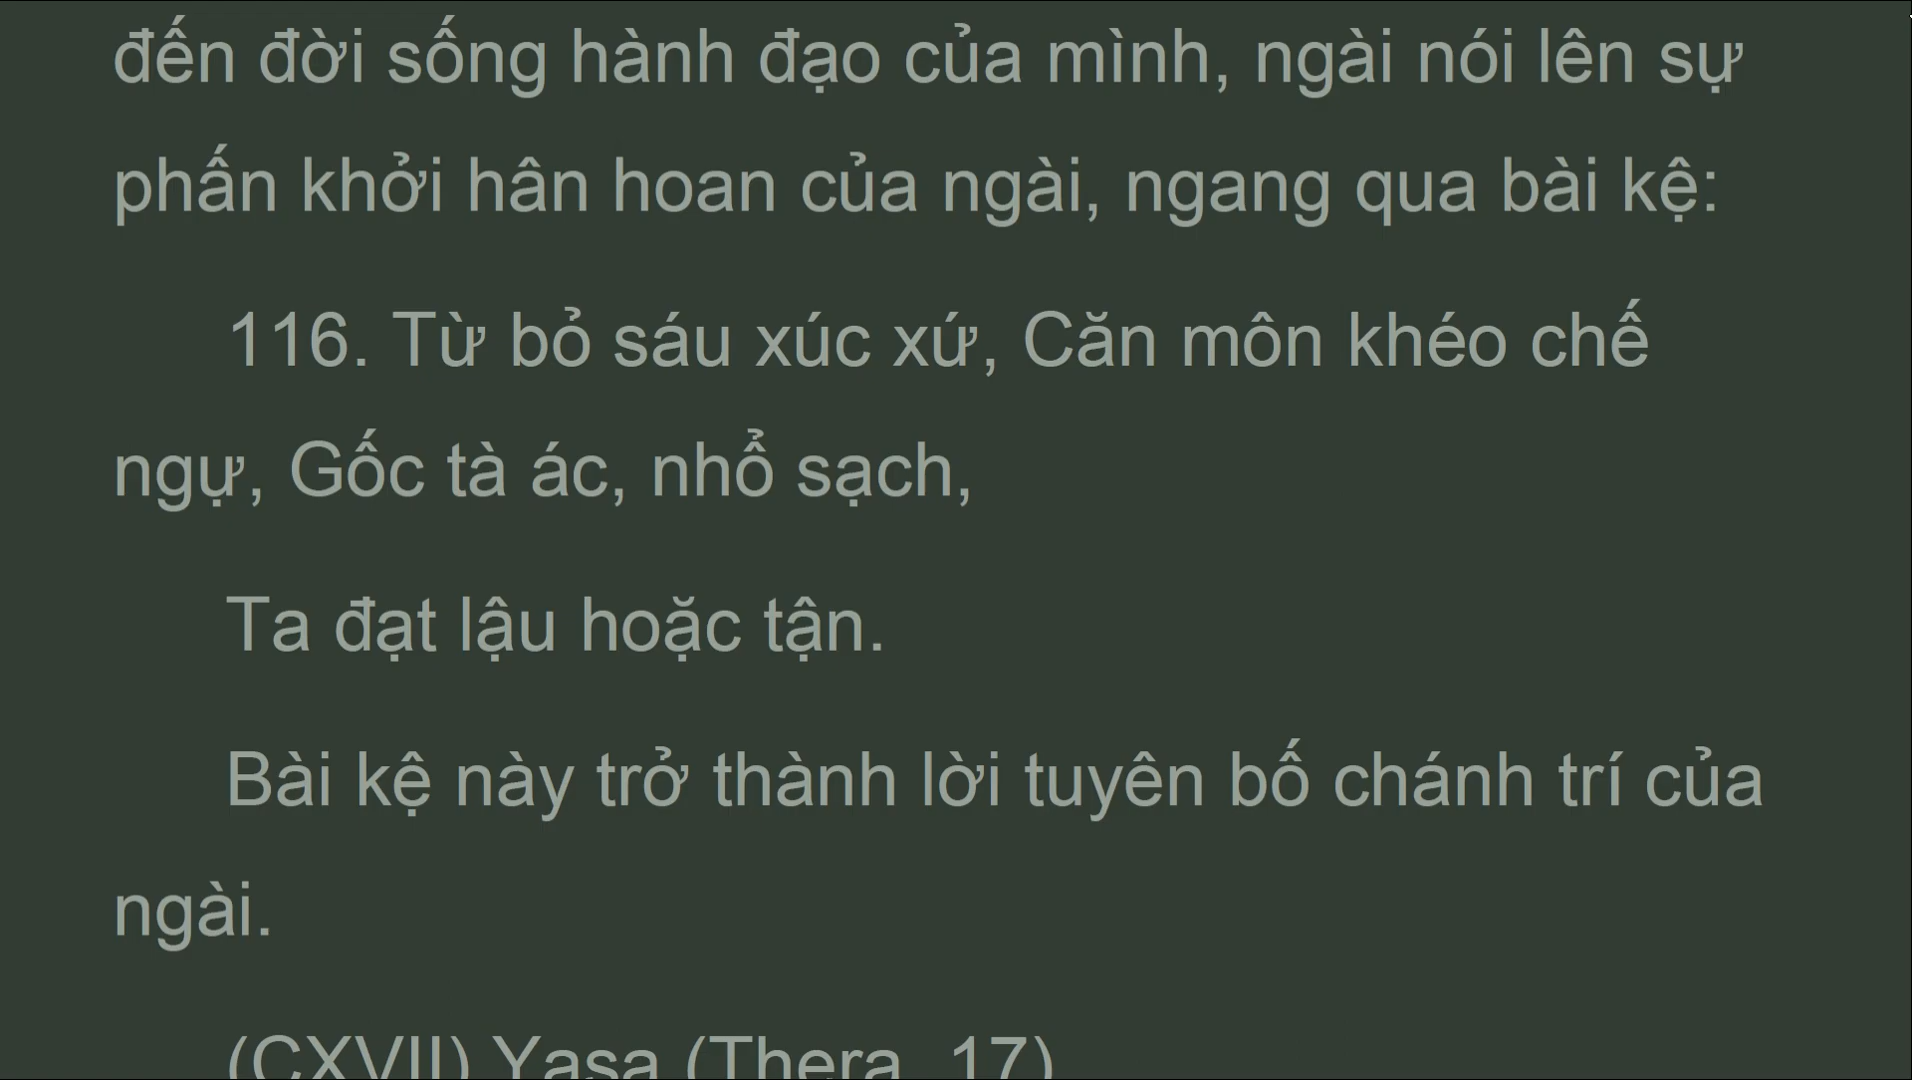 đến đời sống hành đạo của mình, ngài nói lên sự
phấn khởi hân hoan của ngài, ngang qua bài kệ:
116. Từ bỏ sáu xúc xứ, Căn môn khéo chế
ngự, Gốc tà ác, nhổ sạch,
Ta đạt lậu hoặc tận.
Bài kệ này trở thành lời tuyên bố chánh trí của
ngài.
(CXVII) Yasa (Thera. 17)